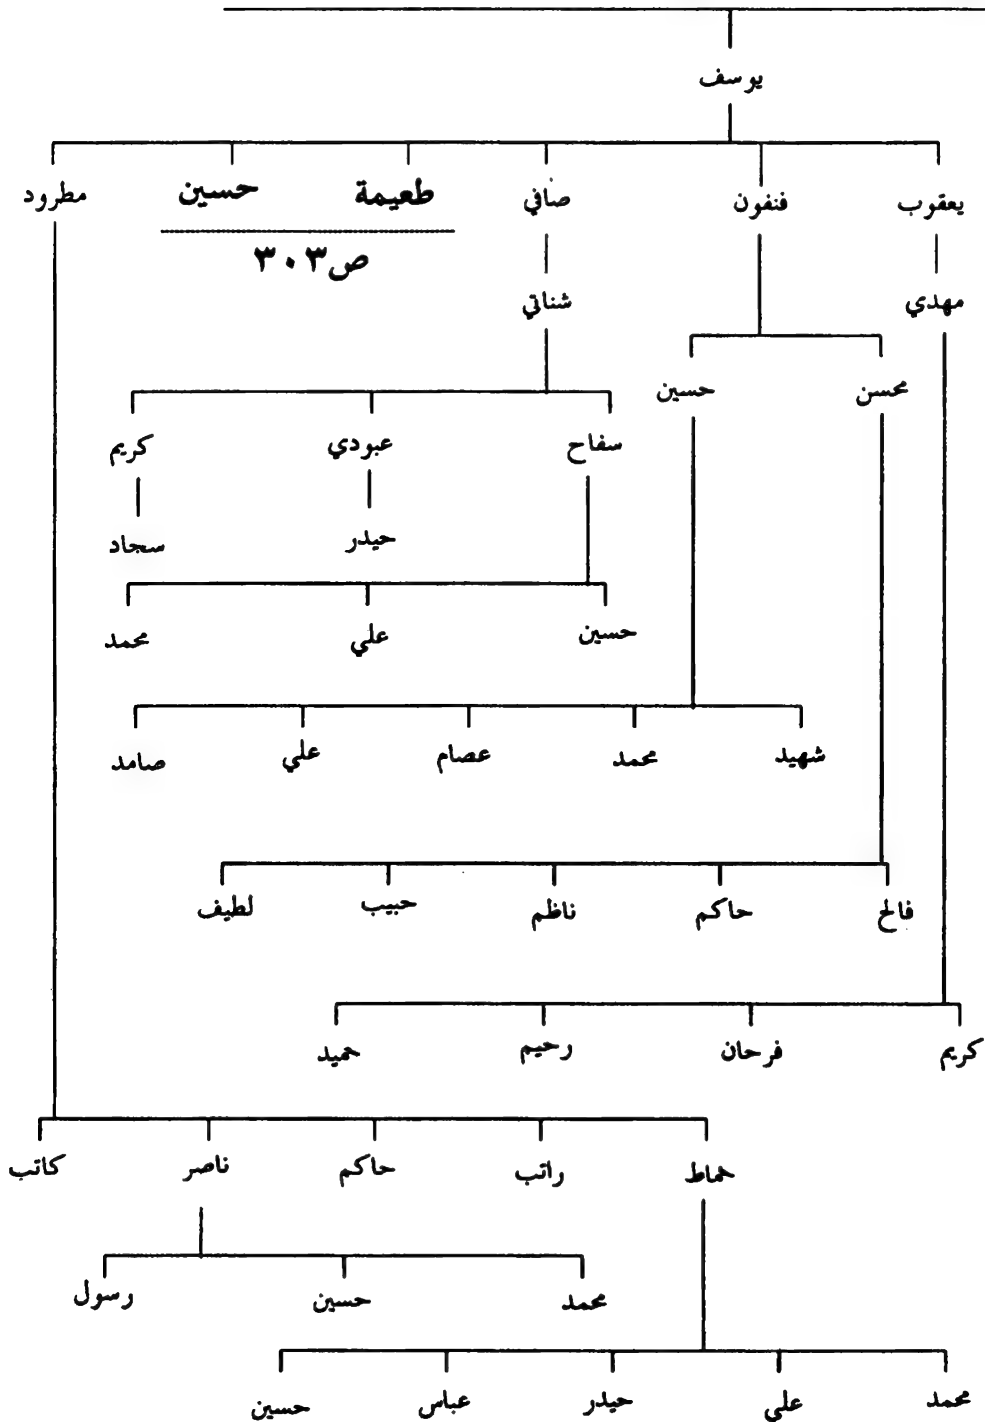 يوسف
يعقوب فنفون صافي طعيمة حسين مطرود
ص٣٠٣
مهدي شناتي
محسن حسين
سفاح عبودي كريم
حيدر سجاد
حسين علي محمد
شهيد محمد عصام علي صامد
فالح حاكم ناظم حبيب لطيف
كريم فرحان رحيم حميد
حماط راتب حاكم ناصر كاتب
محمد حسين رسول
محمد علي حيدر عباس حسين